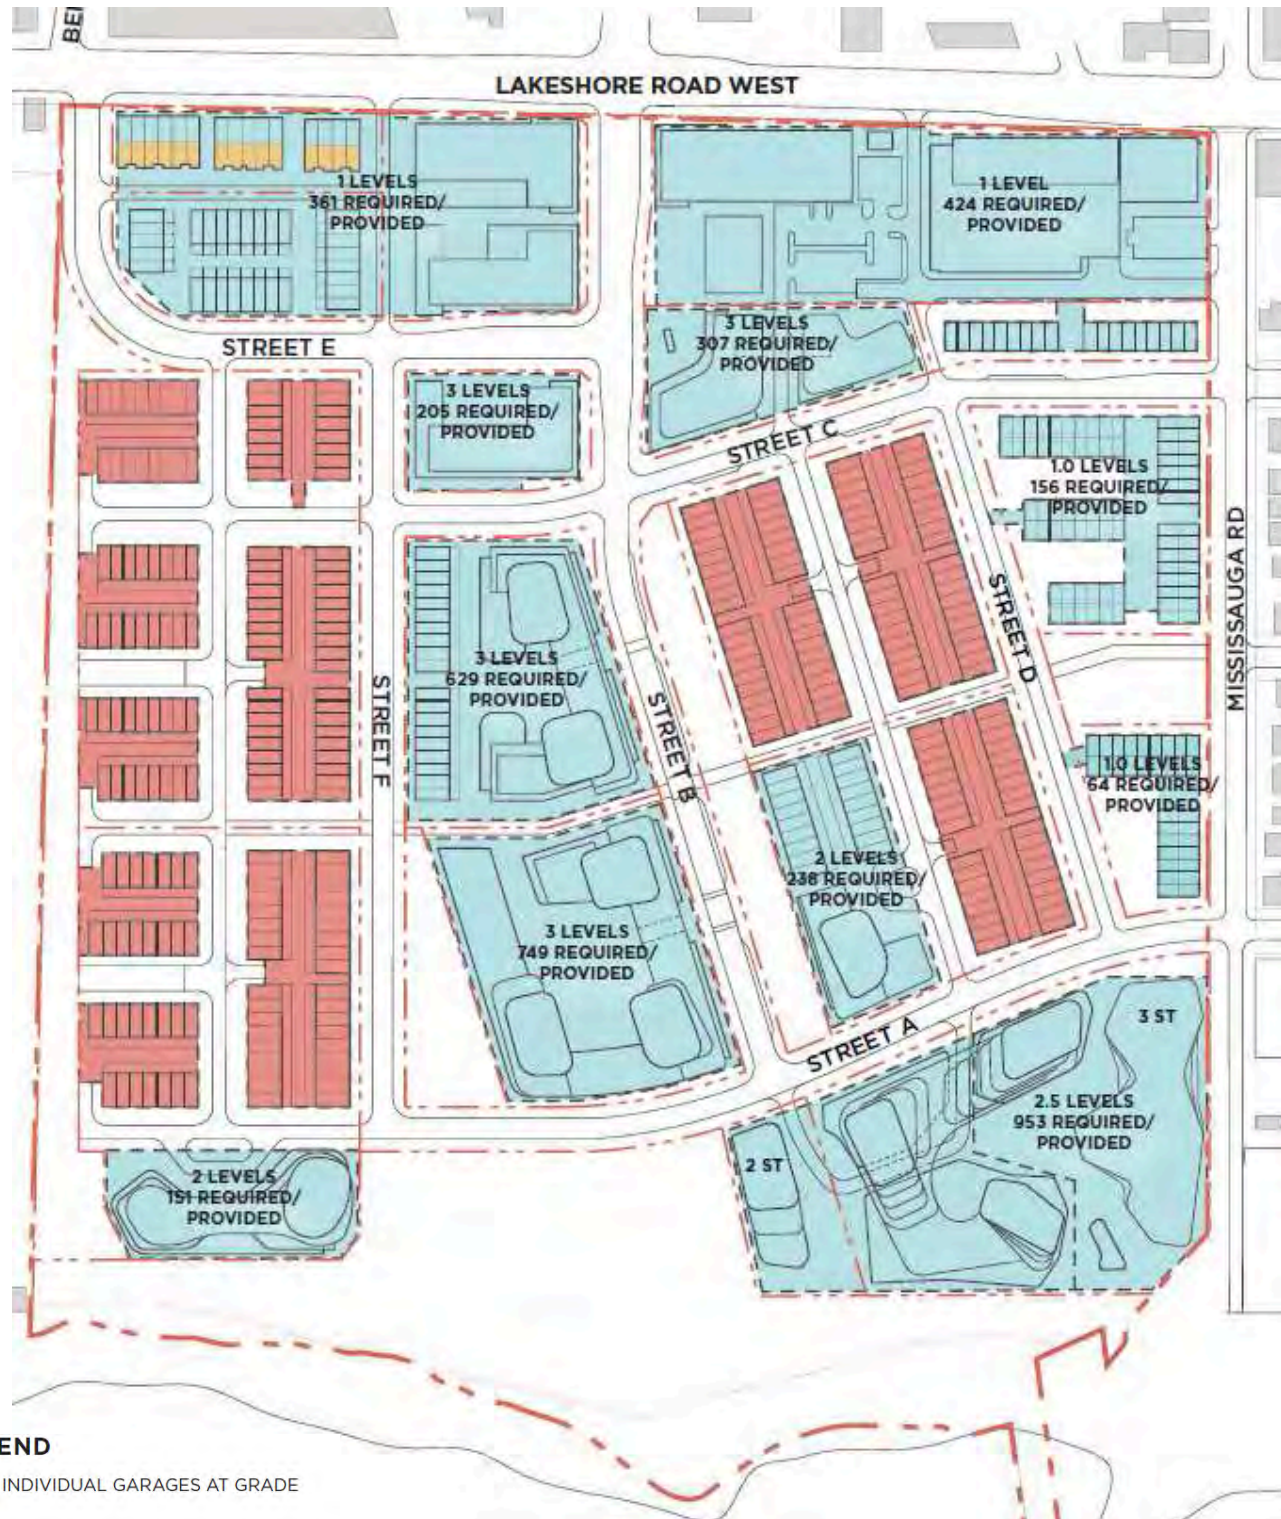 BE
LAKESHORE ROAD WEST
1 LEVELS
361 REQUIRED/
PROVIDED
1 LEVEL
424 REQUIRED/
PROVIDED
STREET E
3 LEVELS
307 REQUIRED/
PROVIDED
3 LEVELS
205 REQUIRED/
PROVIDED
STREET C
1.0 LEVELS
156 REQUIRED/
PROVIDED
MISSISSAUGA RD
STREET D
3 LEVELS
629 REQUIRED/
PROVIDED
STREET F
STREET B
1.0 LEVELS
64 REQUIRED/
PROVIDED
2 LEVELS
238 REQUIRED/
PROVIDED
3 LEVELS
749 REQUIRED/
PROVIDED
STREET A
3 ST
2.5 LEVELS
953 REQUIRED/
PROVIDED
2 ST
2 LEVELS
151 REQUIRED/
PROVIDED
END
INDIVIDUAL GARAGES AT GRADE